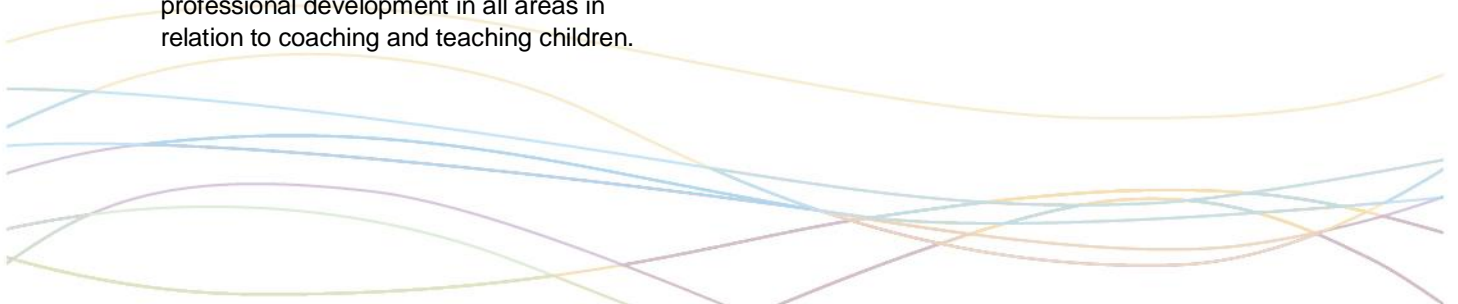 professional development in all areas in
relation to coaching and teaching children.